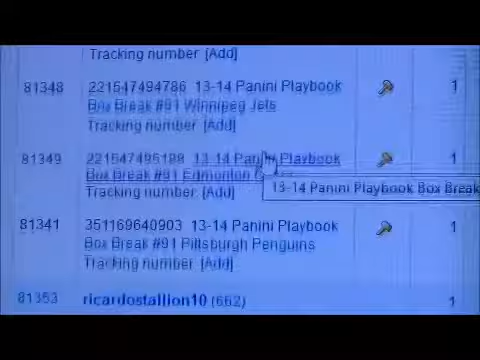 Tracking number [Add]
81348 221547494786 13-14 Panini Playbook 1
Box Break #91 Winnipeg Jets
Tracking number [Add]
81349 13-14 Panini Playbook 1
Box Break #91 Edmonton
Tracking number [Add]
13-14 Panini Playbook Box Break
81341 351169640903 13-14 Panini Playbook 1
Box Break #91 Pittsburgh Penguins
Tracking number [Add]
81353 ricardostallion10 (662) 1